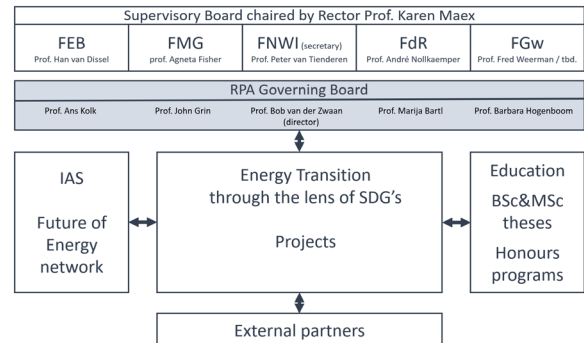 Supervisory Board chaired by Rector Prof. Karen Maex
FEB
Prof. Han van Dissel
FMG
prof. Agneta Fisher
FNWI (secretary)
Prof. Peter van Tienderen
FdR
Prof. André Nollkaemper
FGw
Prof. Fred Weerman / tbd.
RPA Governing Board
Prof. Ans Kolk
Prof. John Grin
Prof. Bob van der Zwaan
(director)
Prof. Marija Bartl
Prof. Barbara Hogenboom
IAS
Future of
Energy
network
Energy Transition
through the lens of SDG's
Projects
Education
BSc&MSc
theses
Honours
programs
External partners